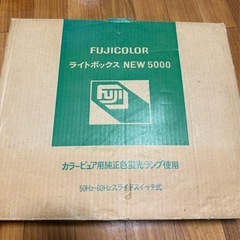 FUJICOLOR
ライトボックス NEW 5000
FUJI
カラーピュア用純正色蛍光ランプ使用
50Hz-60Hzスライドスイッチ式